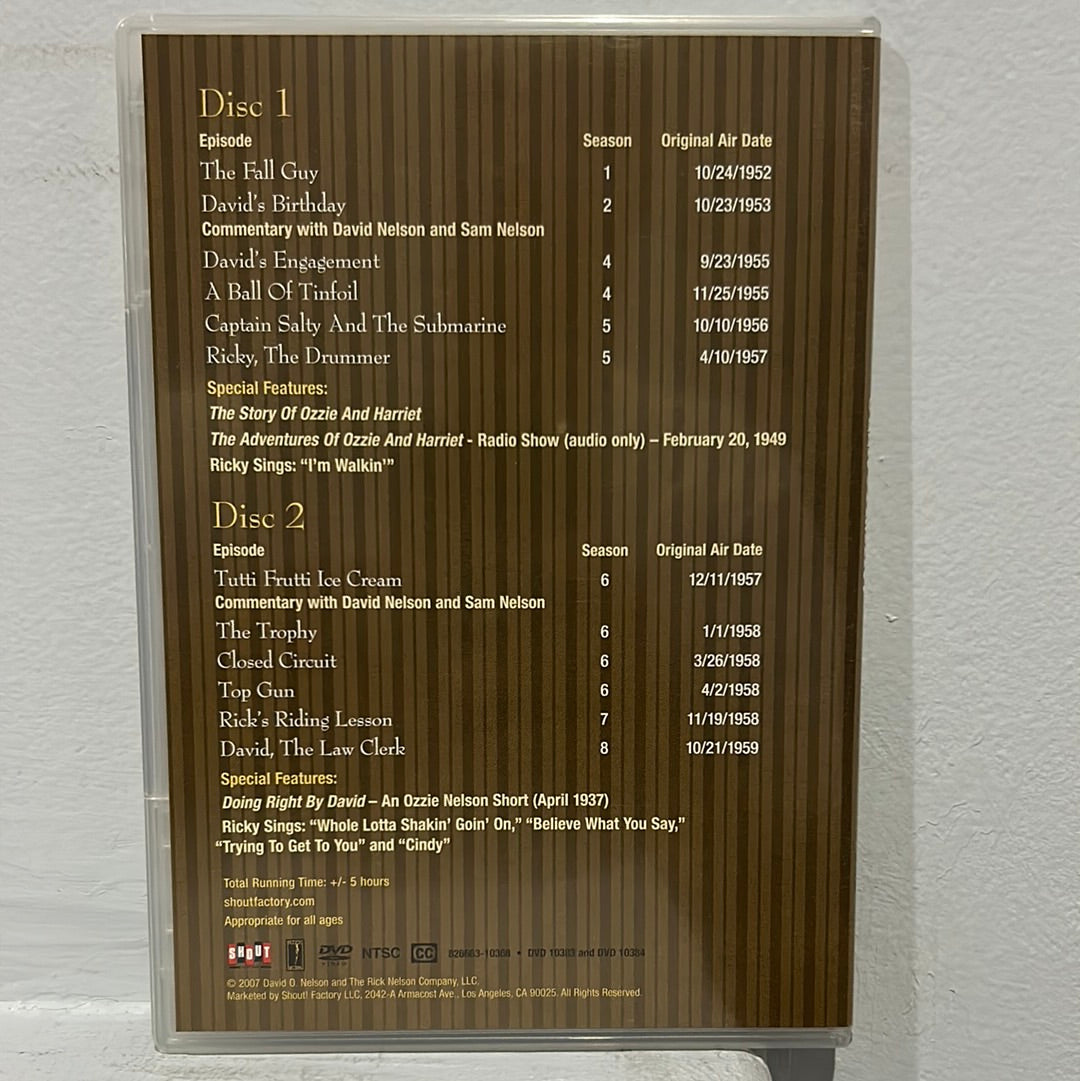 Disc 1
Episode Season Original Air Date
The Fall Guy 1 10/24/1952
David's Birthday 2 10/23/1953
Commentary with David Nelson and Sam Nelson
David's Engagement 4 9/23/1955
A Ball Of Tinfoil 4 11/25/1955
Captain Salty And The Submarine 5 10/10/1956
Ricky, The Drummer 5 4/10/1957
Special Features:
The Story Of Ozzie And Harriet
The Adventures Of Ozzie And Harriet - Radio Show (audio only) – February 20, 1949
Ricky Sings: “I'm Walkin'”
Disc 2
Episode Season Original Air Date
Tutti Frutti Ice Cream 6 12/11/1957
Commentary with David Nelson and Sam Nelson
The Trophy 6 1/1/1958
Closed Circuit 6 3/26/1958
Top Gun 6 4/2/1958
Rick's Riding Lesson 7 11/19/1958
David, The Law Clerk 8 10/21/1959
Special Features:
Doing Right By David – An Ozzie Nelson Short (April 1937)
Ricky Sings: “Whole Lotta Shakin' Goin' On,” “Believe What You Say,”
“Trying To Get To You” and “Cindy”
Total Running Time: +/- 5 hours
shoutfactory.com
Appropriate for all ages
SHOUT DVD VIDEO NTSC CC 826663-10368 • DVD 10383 and DVD 10384
© 2007 David O. Nelson and The Rick Nelson Company, LLC.
Marketed by Shout! Factory LLC, 2042-A Armacost Ave., Los Angeles, CA 90025. All Rights Reserved.